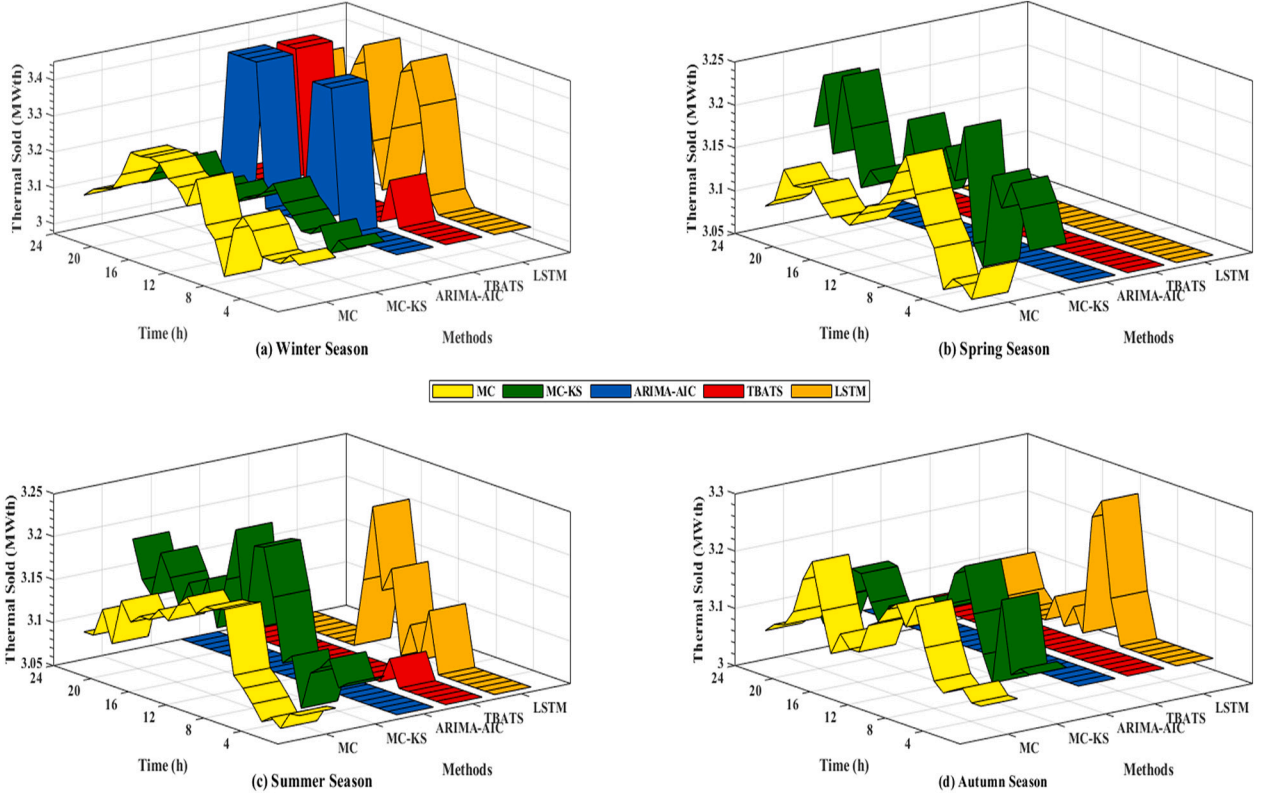 Thermal Sold (MWth)
3.4
3.3
3.2
3.1
3
24
20
16
12
8
4
Time (h)
MC
MC-KS
ARIMA-AIC
TBATS
LSTM
Methods
(a) Winter Season
Thermal Sold (MWth)
3.25
3.2
3.15
3.1
3.05
24
20
16
12
8
4
Time (h)
MC
MC-KS
ARIMA-AIC
TBATS
LSTM
Methods
(b) Spring Season
MC MC-KS ARIMA-AIC TBATS LSTM
Thermal Sold (MWth)
3.25
3.2
3.15
3.1
3.05
24
20
16
12
8
4
Time (h)
MC
MC-KS
ARIMA-AIC
TBATS
LSTM
Methods
(c) Summer Season
Thermal Sold (MWth)
3.3
3.2
3.1
3
24
20
16
12
8
4
Time (h)
MC
MC-KS
ARIMA-AIC
TBATS
LSTM
Methods
(d) Autumn Season